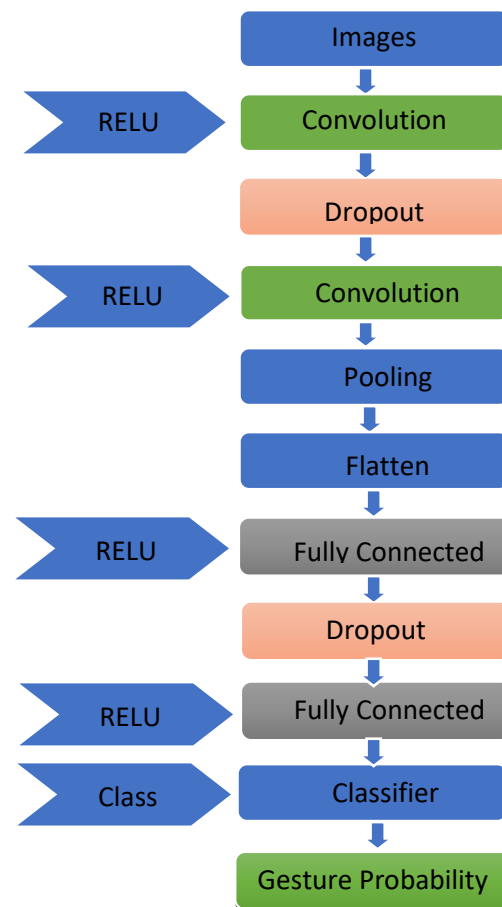 Images
RELU
Convolution
Dropout
RELU
Convolution
Pooling
Flatten
RELU
Fully Connected
Dropout
RELU
Fully Connected
Class
Classifier
Gesture Probability